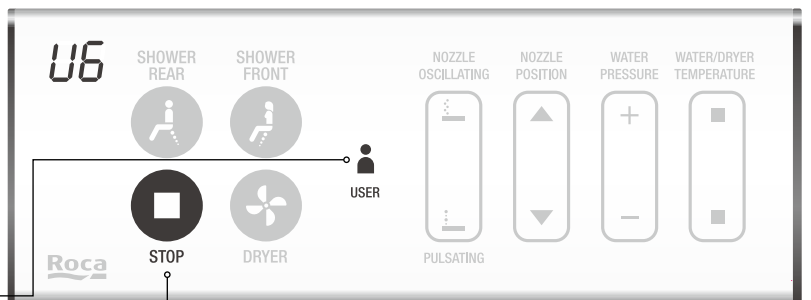 U6
SHOWER
REAR
SHOWER
FRONT
NOZZLE
OSCILLATING
NOZZLE
POSITION
WATER
PRESSURE
WATER/DRYER
TEMPERATURE
USER
STOP
DRYER
PULSATING
Roca